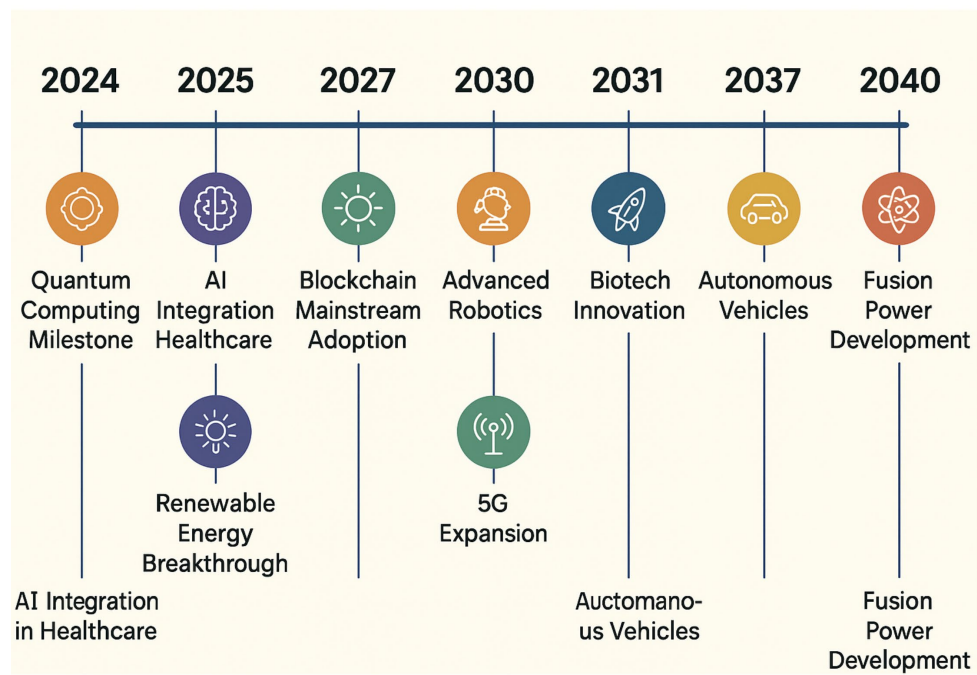 2024 2025 2027 2030 2031 2037 2040
Quantum
Computing
Milestone
AI
Integration
Healthcare
Blockchain
Mainstream
Adoption
Advanced
Robotics
Biotech
Innovation
Autonomous
Vehicles
Fusion
Power
Development
Renewable
Energy
Breakthrough
5G
Expansion
AI Integration
in Healthcare
Auctomano-
us Vehicles
Fusion
Power
Development